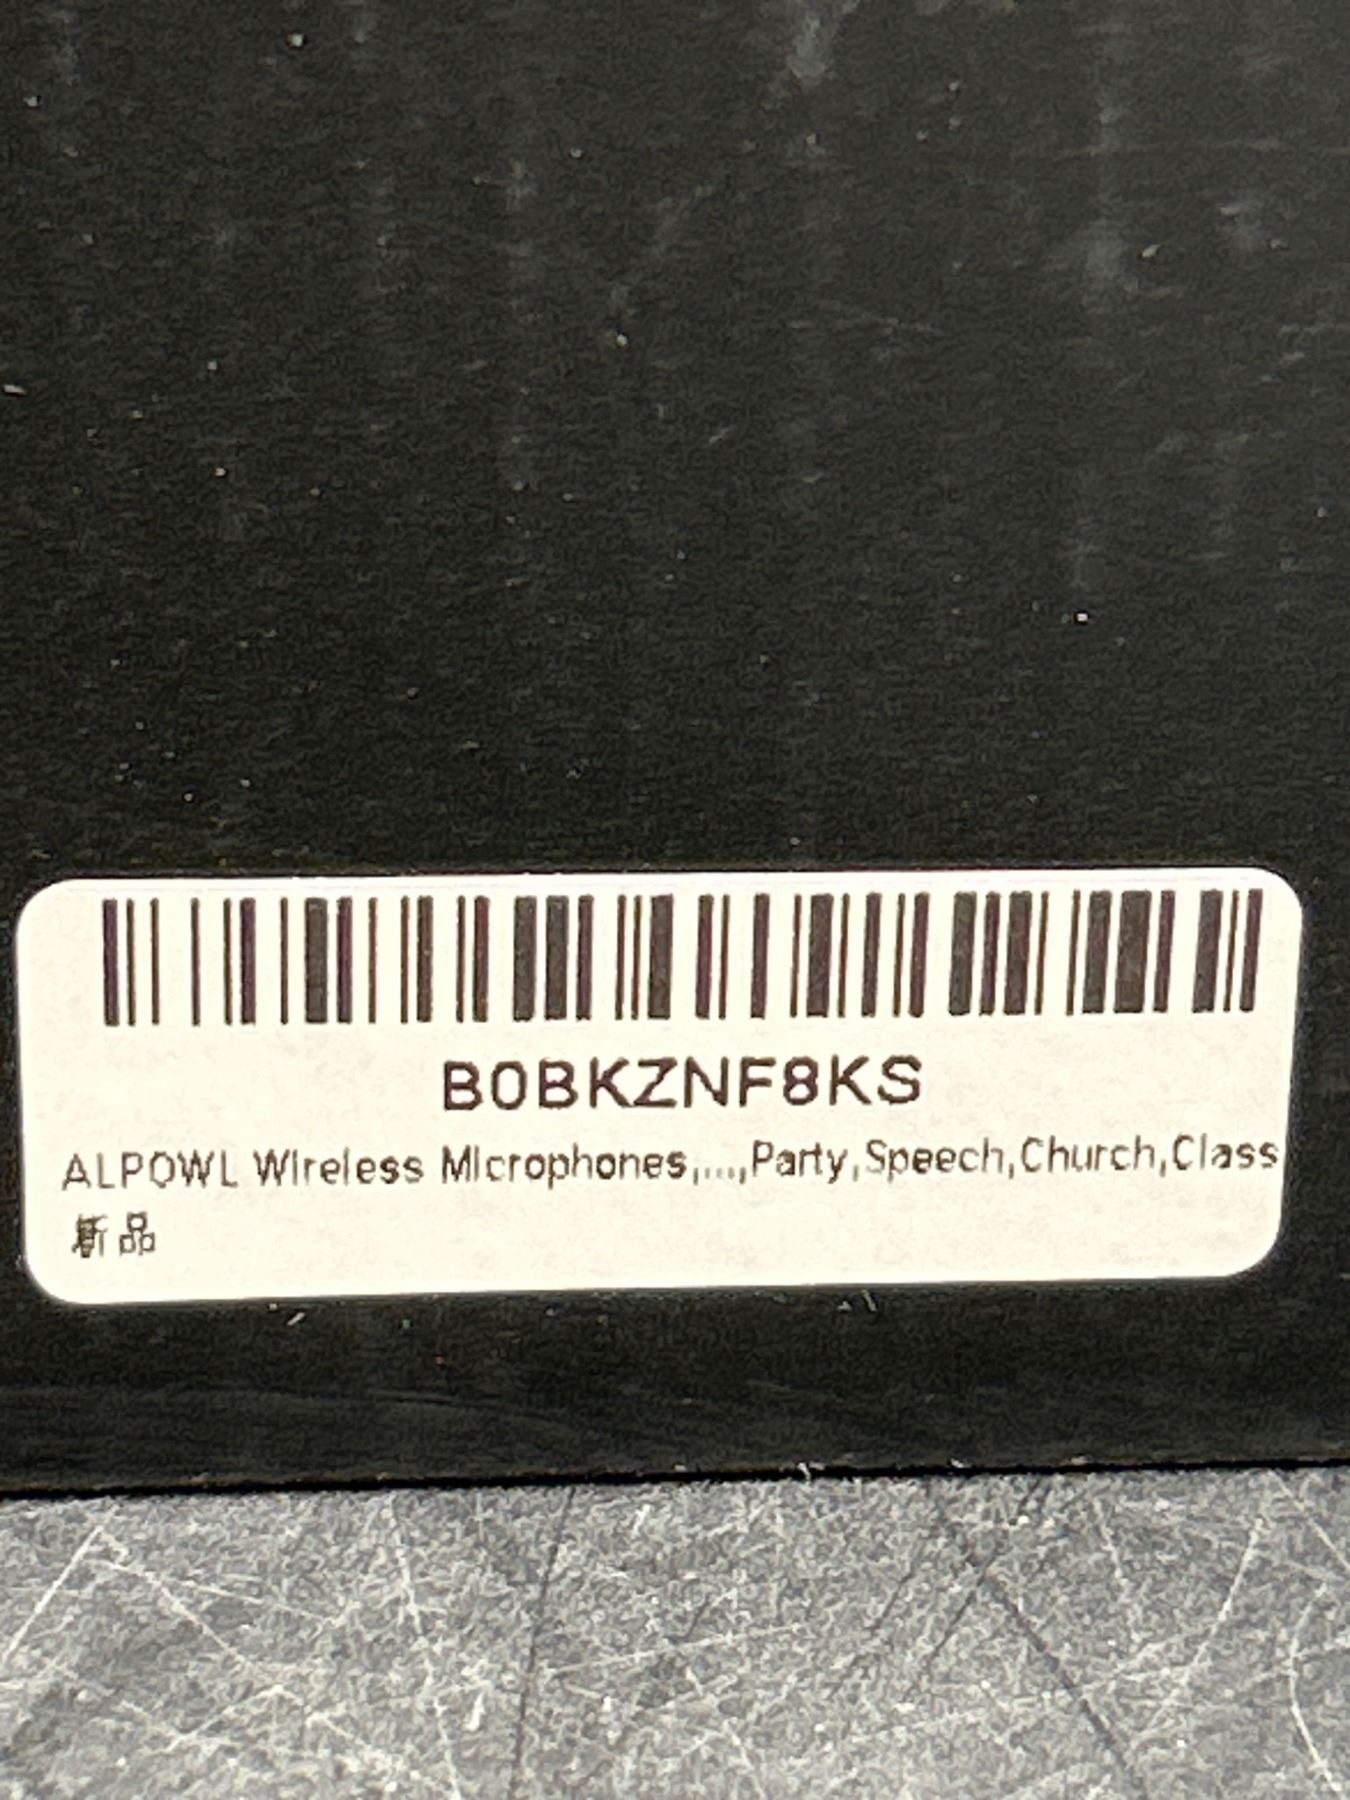 B0BKZNF8KS
ALPOWL Wireless Microphones,...,Party,Speech,Church,Class
新品